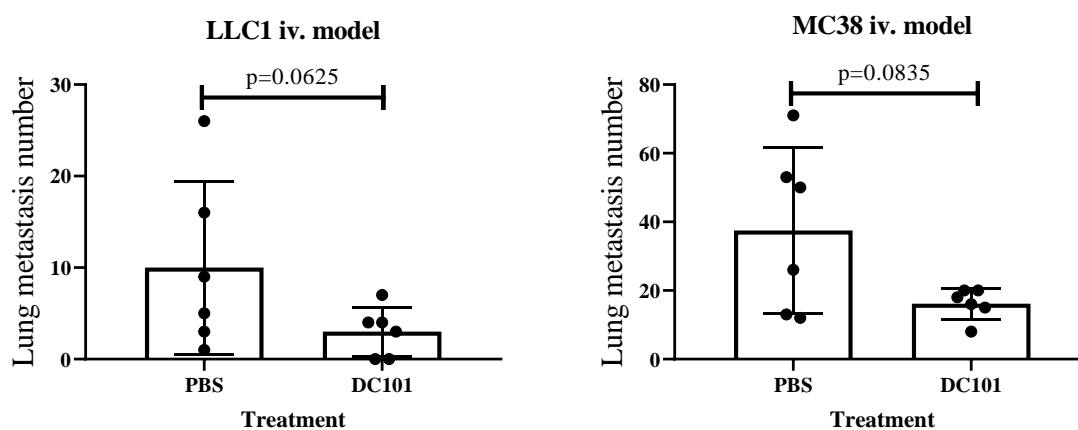 LLC1 iv. model
p=0.0625
30
20
10
0
Lung metastasis number
PBS
DC101
Treatment
MC38 iv. model
p=0.0835
80
60
40
20
0
Lung metastasis number
PBS
DC101
Treatment